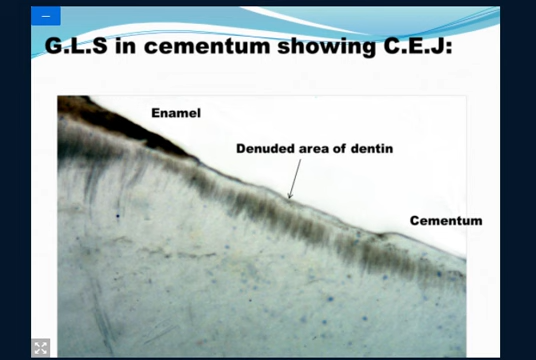 G.L.S in cementum showing C.E.J:
Enamel
Denuded area of dentin
Cementum